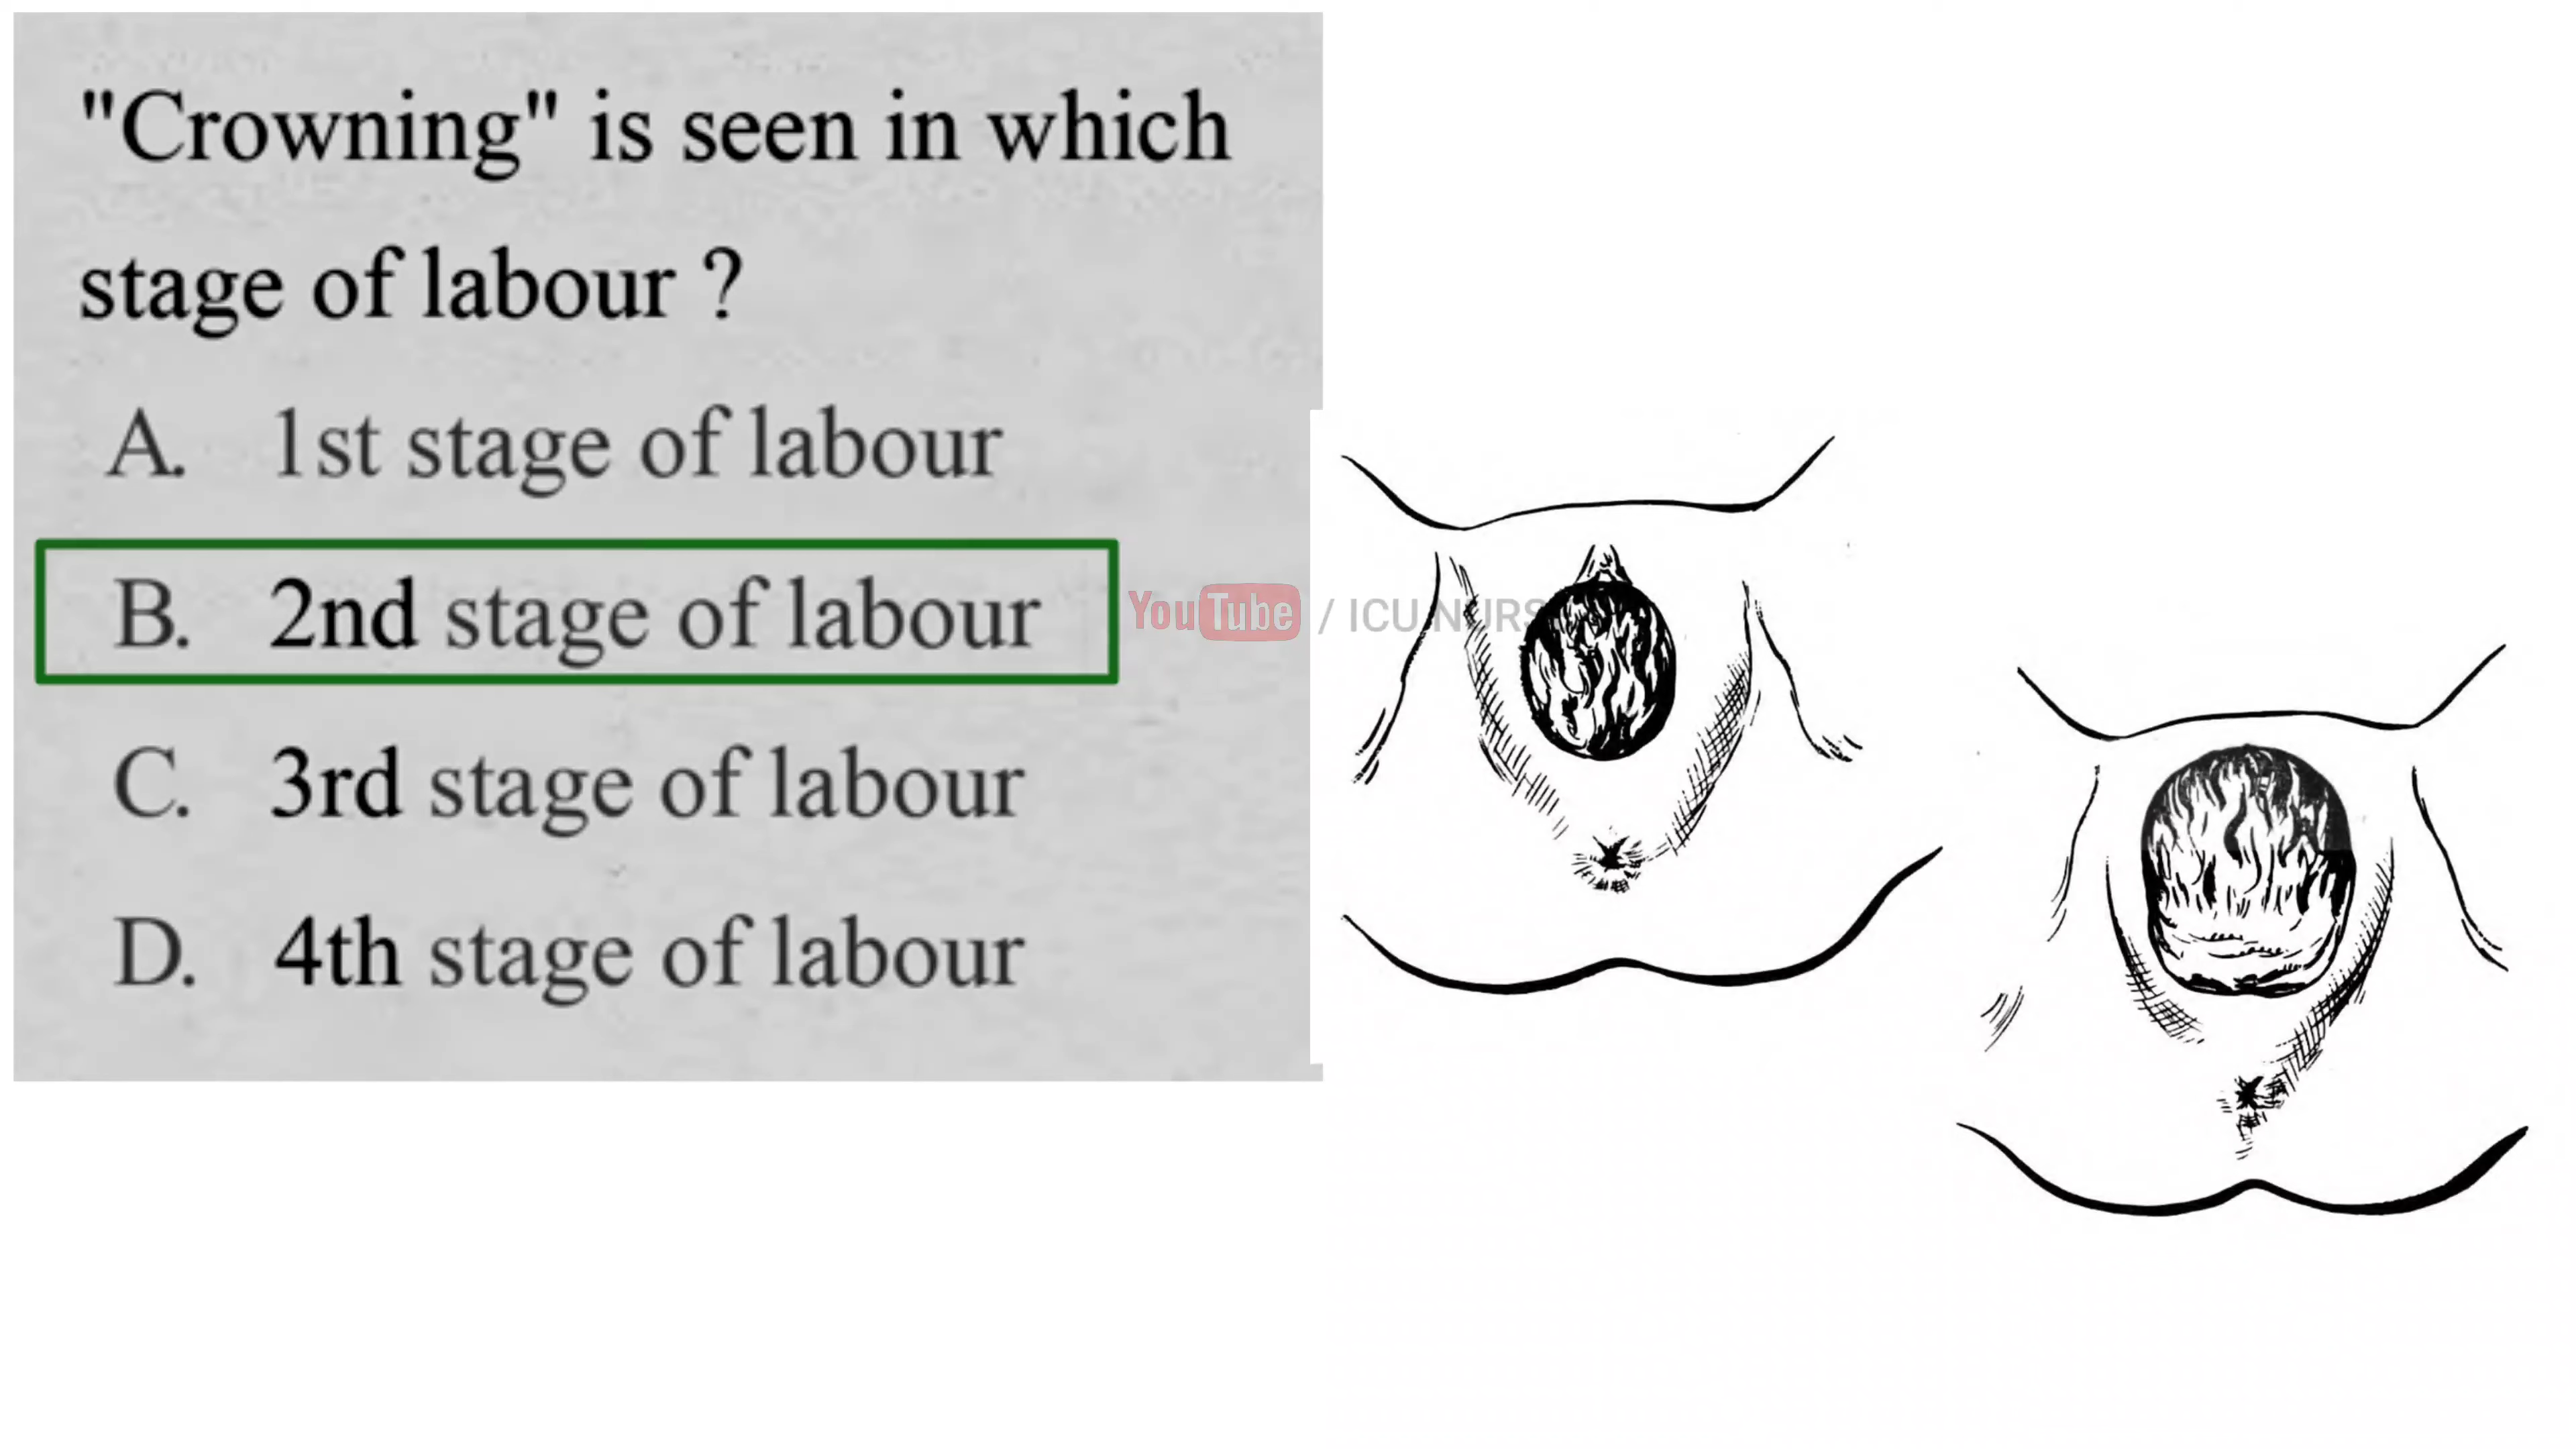 "Crowning" is seen in which
stage of labour ?
A. 1st stage of labour
B. 2nd stage of labour
C. 3rd stage of labour
D. 4th stage of labour
YouTube / ICU NURS